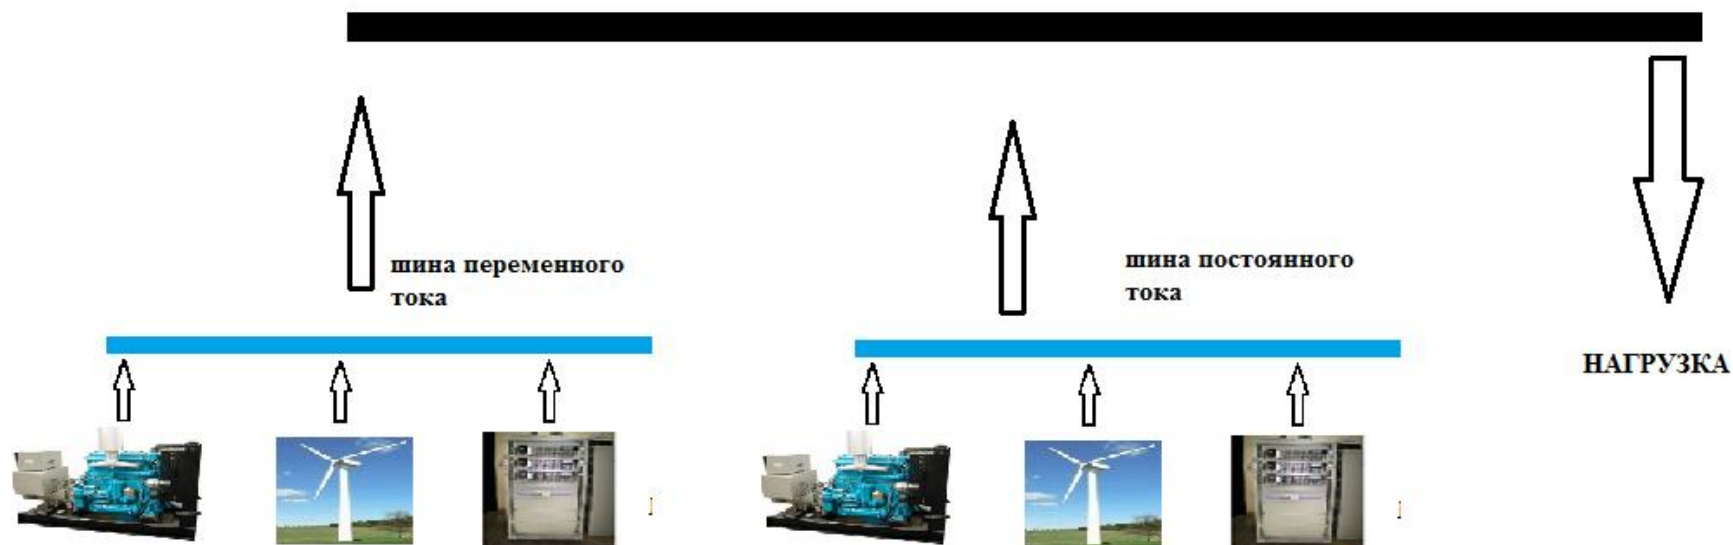 шина переменного
тока
шина постоянного
тока
НАГРУЗКА